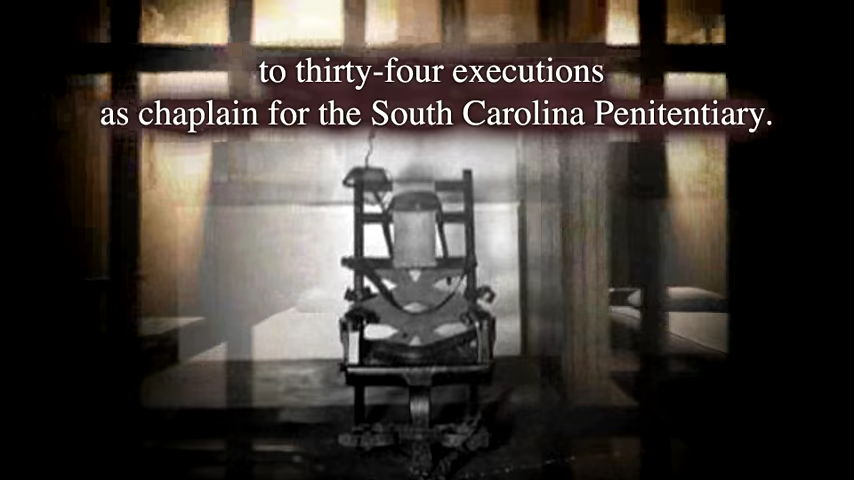 to thirty-four executions
as chaplain for the South Carolina Penitentiary.